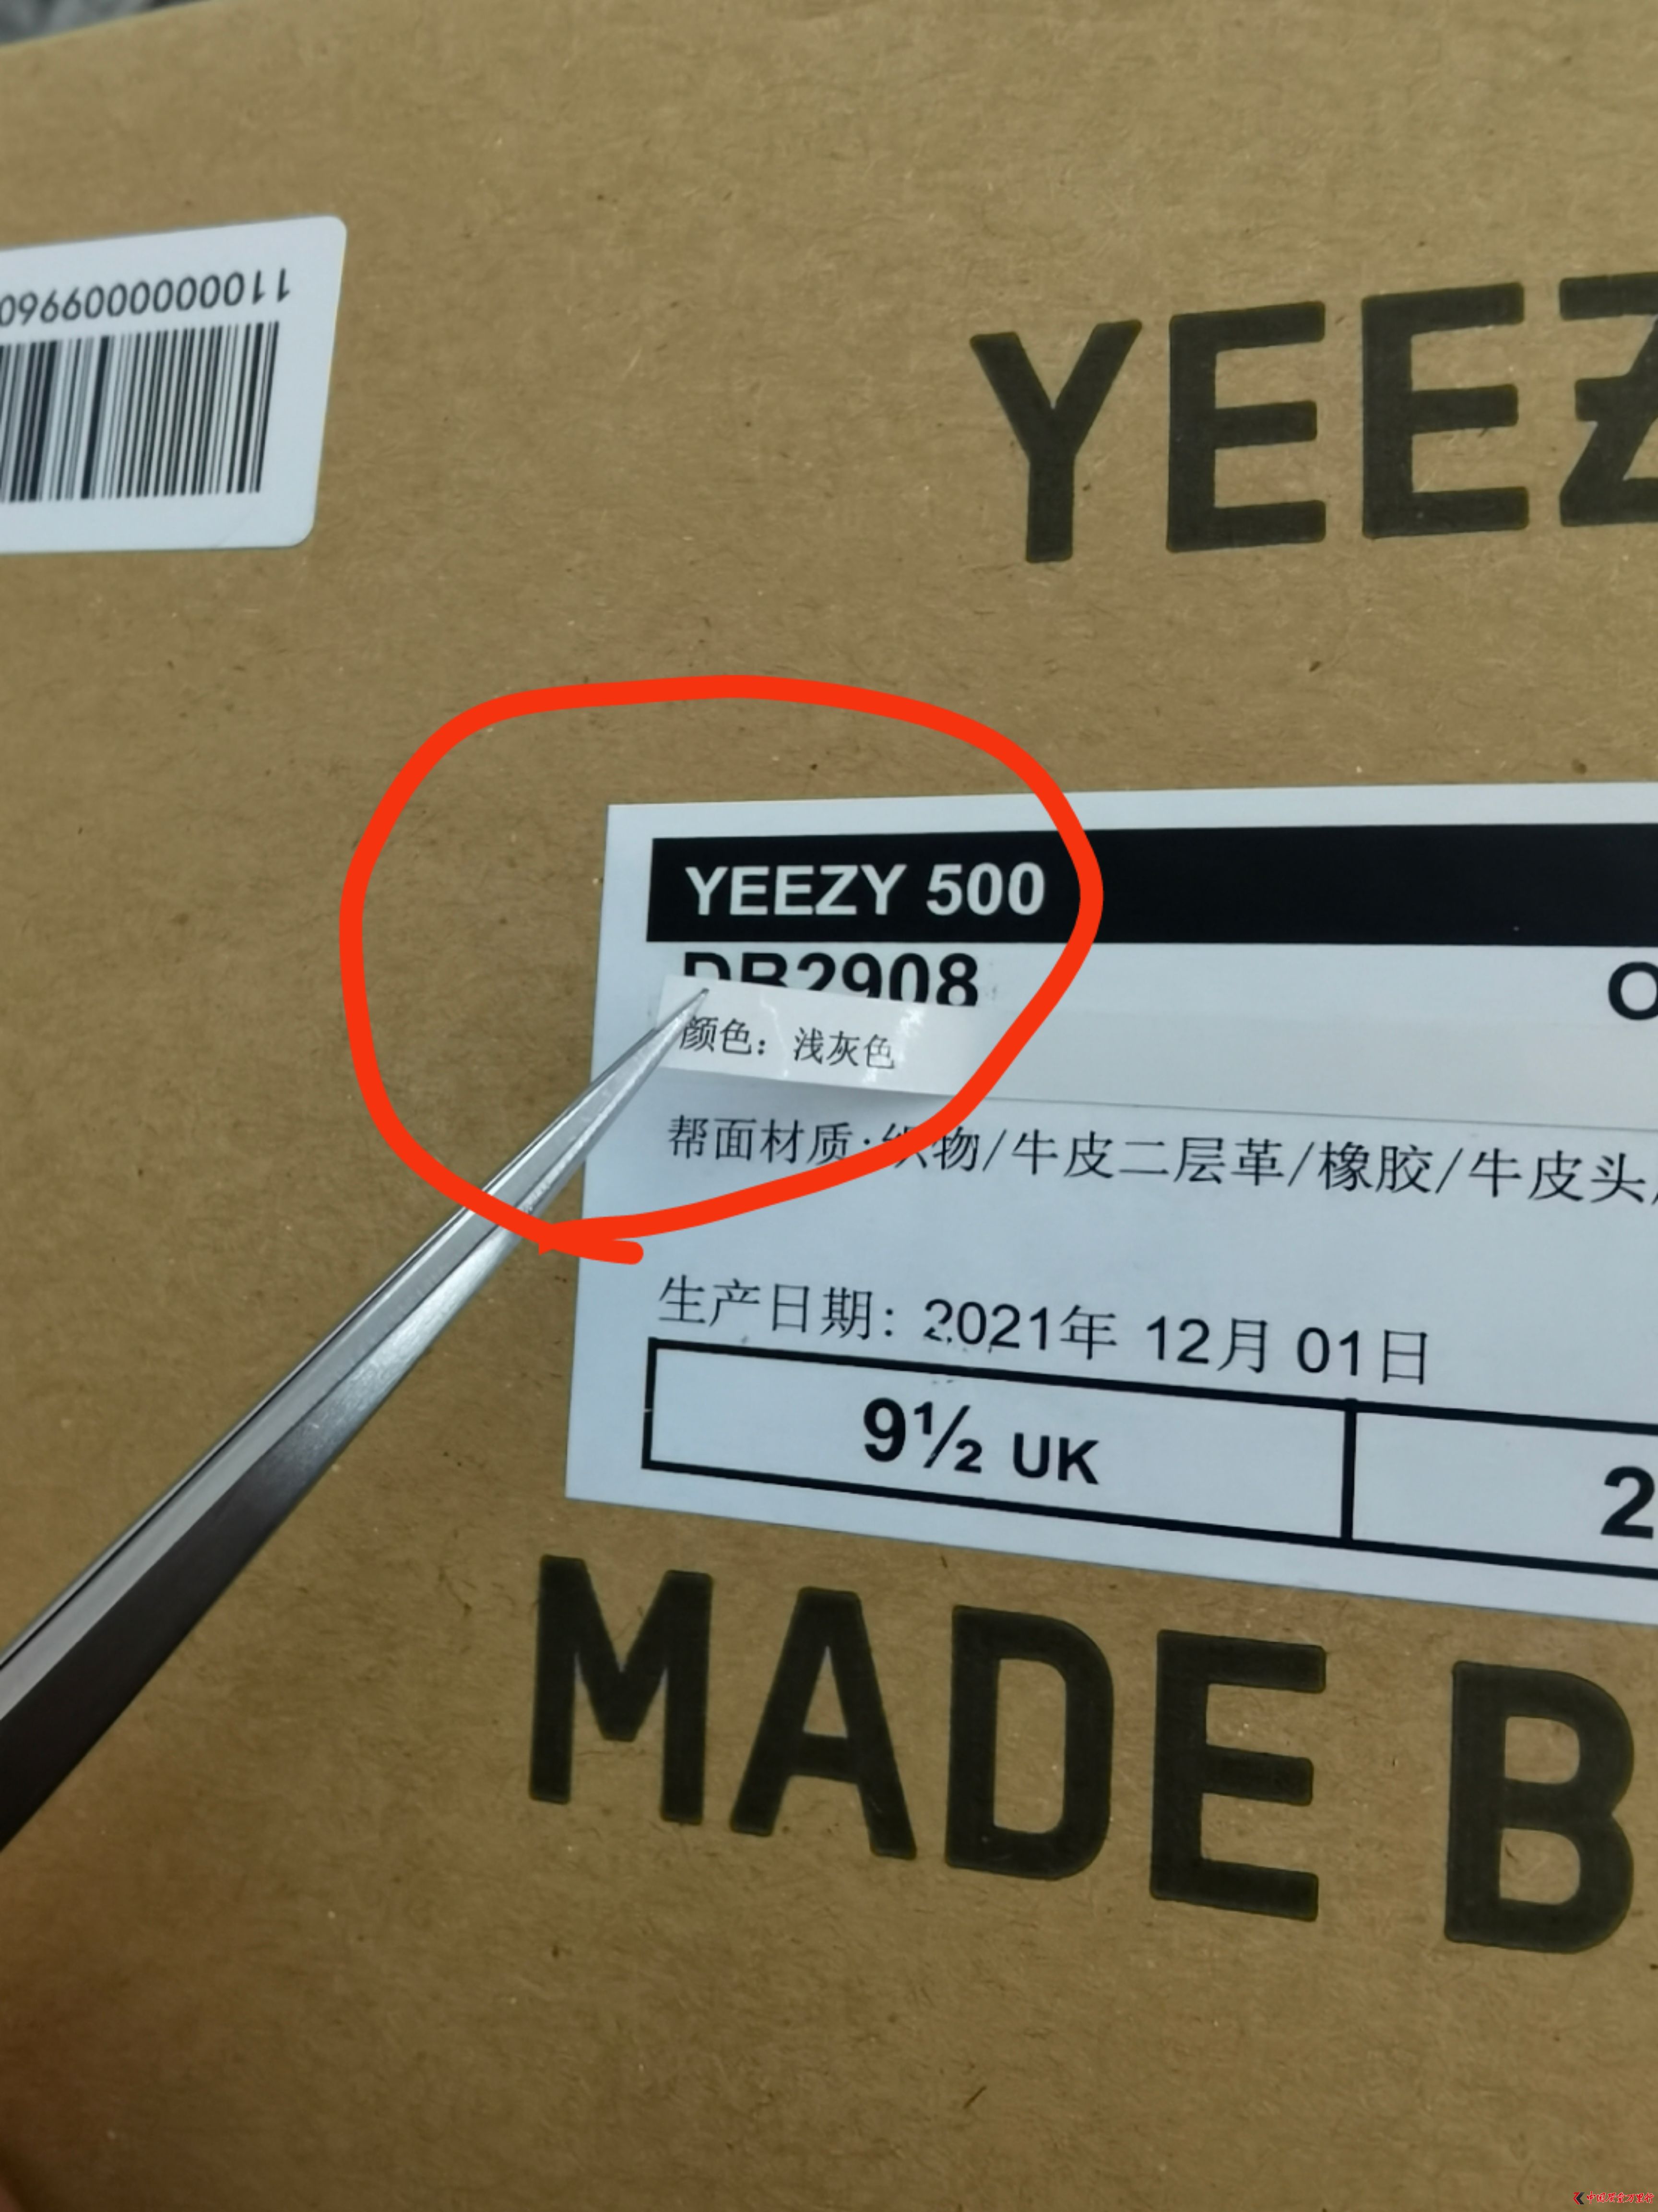 1100000009960
YEEZ
YEEZY 500
DB2908
O
颜色：浅灰色
帮面材质：织物/牛皮二层革/橡胶/牛皮头
生产日期：2021年 12月 01日
9½ UK
2
MADE B